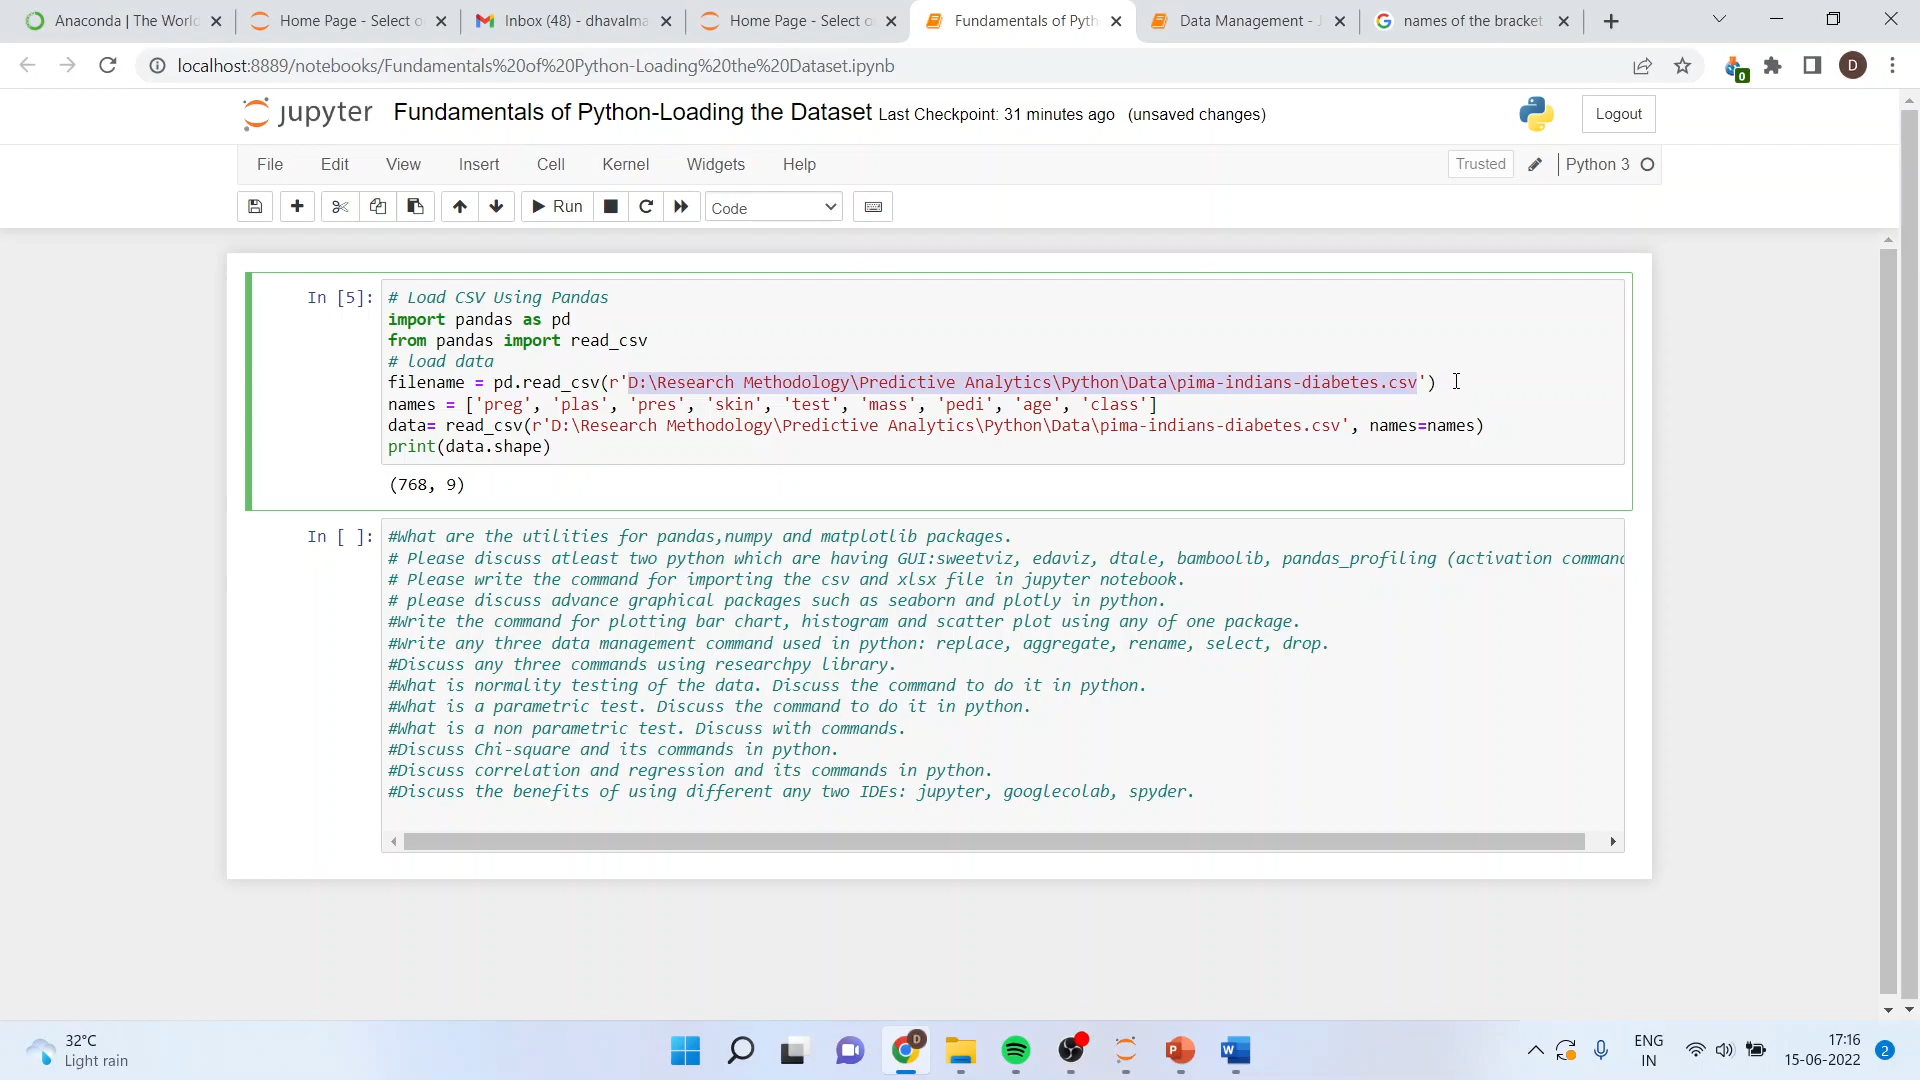 Anaconda | The World
Home Page - Select o
Inbox (48) - dhavalma
Home Page - Select o
Fundamentals of Pyth
Data Management - J
names of the bracket
localhost:8889/notebooks/Fundamentals%20of%20Python-Loading%20the%20Dataset.ipynb
0
D
jupyter Fundamentals of Python-Loading the Dataset Last Checkpoint: 31 minutes ago (unsaved changes)
Logout
File Edit View Insert Cell Kernel Widgets Help
Trusted
Python 3
Run
Code
In [5]:
# Load CSV Using Pandas
import pandas as pd
from pandas import read_csv
# load data
filename = pd.read_csv(r'D:\Research Methodology\Predictive Analytics\Python\Data\pima-indians-diabetes.csv')
names = ['preg', 'plas', 'pres', 'skin', 'test', 'mass', 'pedi', 'age', 'class']
data= read_csv(r'D:\Research Methodology\Predictive Analytics\Python\Data\pima-indians-diabetes.csv', names=names)
print(data.shape)
(768, 9)
In [ ]:
#What are the utilities for pandas,numpy and matplotlib packages.
# Please discuss atleast two python which are having GUI:sweetviz, edaviz, dtale, bamboolib, pandas_profiling (activation command
# Please write the command for importing the csv and xlsx file in jupyter notebook.
# please discuss advance graphical packages such as seaborn and plotly in python.
#Write the command for plotting bar chart, histogram and scatter plot using any of one package.
#Write any three data management command used in python: replace, aggregate, rename, select, drop.
#Discuss any three commands using researchpy library.
#What is normality testing of the data. Discuss the command to do it in python.
#What is a parametric test. Discuss the command to do it in python.
#What is a non parametric test. Discuss with commands.
#Discuss Chi-square and its commands in python.
#Discuss correlation and regression and its commands in python.
#Discuss the benefits of using different any two IDEs: jupyter, googlecolab, spyder.
32°C
Light rain
D
P
W
ENG
IN
17:16
15-06-2022
2